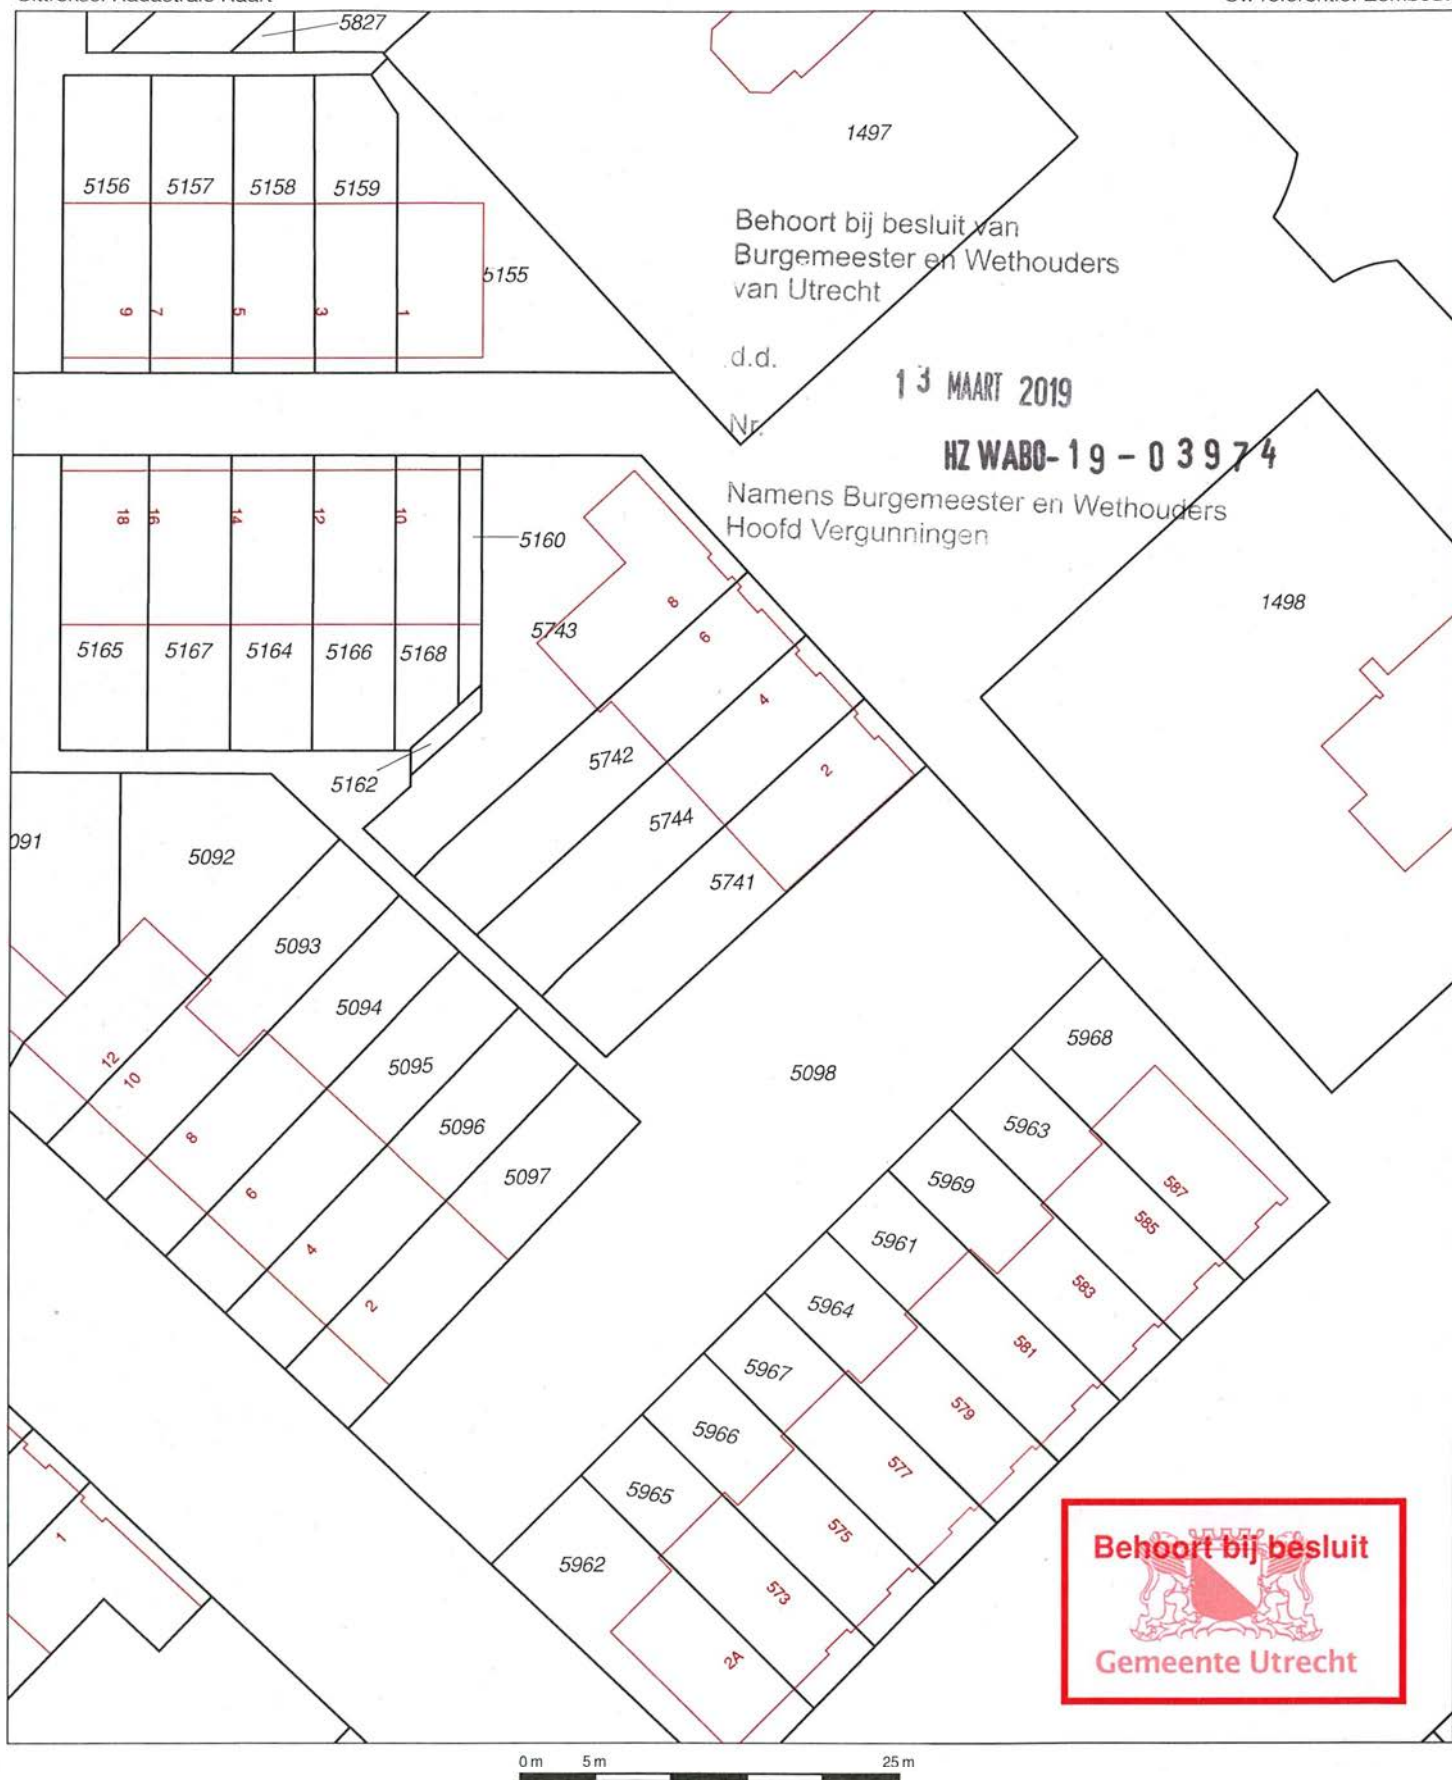 5827
1497
5156 5157 5158 5159
Behoort bij besluit van
Burgemeester en Wethouders
van Utrecht
5155
9 7 5 3 1
d.d.
13 MAART 2019
Nr.
HZ WABO-19-03974
Namens Burgemeester en Wethouders
Hoofd Vergunningen
18 16 14 12 10
5160
1498
8
5743
6
5165 5167 5164 5166 5168
4
5742
2
5162
5744
091
5092
5741
5093
5094
5968
12
5095
5098
10
5096
5963
8
5097
5969
587
6
585
5961
4
583
5964
2
581
5967
579
5966
577
5965
575
1
5962
573
2A
Behoort bij besluit
Gemeente Utrecht
0 m 5 m 25 m